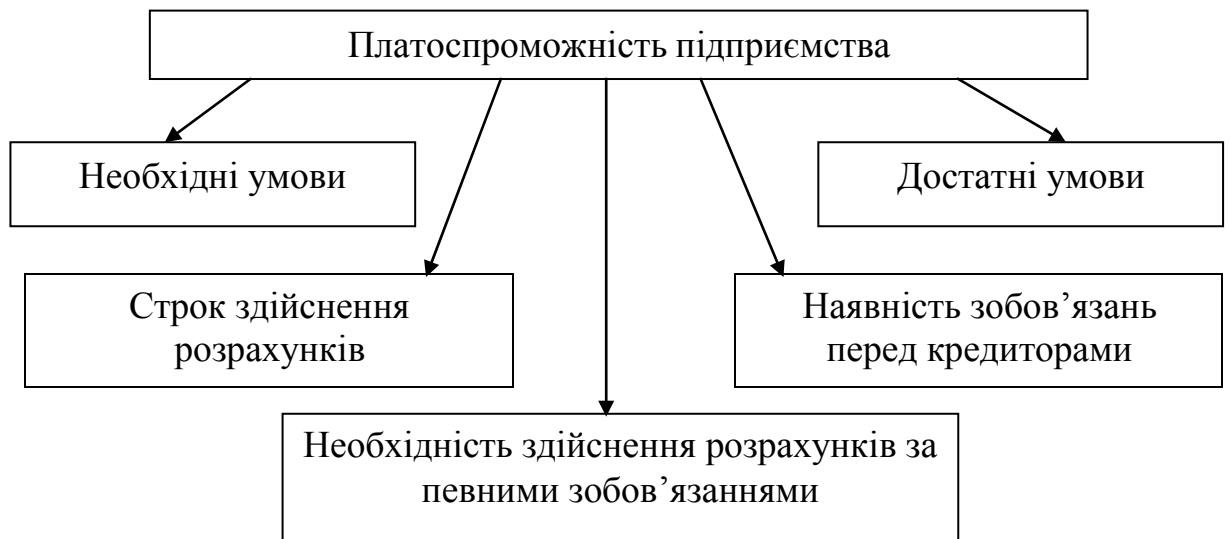 Платоспроможність підприємства
Необхідні умови
Достатні умови
Строк здійснення
розрахунків
Наявність зобов’язань
перед кредиторами
Необхідність здійснення розрахунків за
певними зобов’язаннями